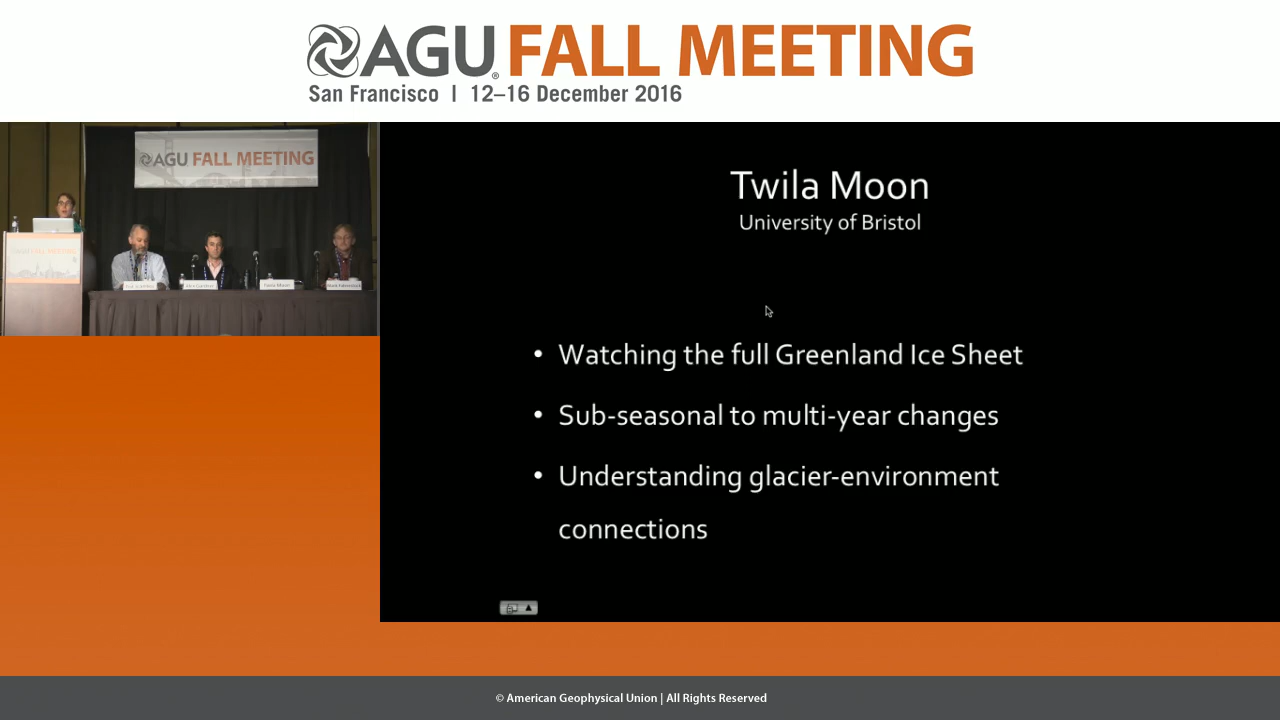 AGU FALL MEETING
San Francisco | 12–16 December 2016
AGU FALL MEETING
Twila Moon
Twila Moon
University of Bristol
• Watching the full Greenland Ice Sheet
• Sub-seasonal to multi-year changes
• Understanding glacier-environment
connections
© American Geophysical Union | All Rights Reserved